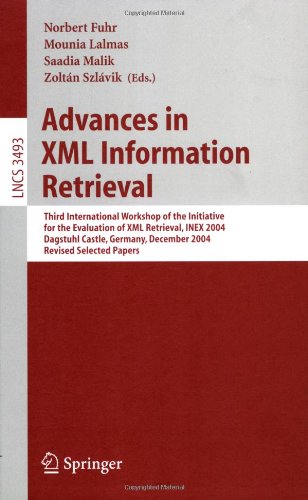 Norbert Fuhr
Mounia Lalmas
Saadia Malik
Zoltán Szlávik (Eds.)
LNCS 3493
Advances in
XML Information
Retrieval
Third International Workshop of the Initiative
for the Evaluation of XML Retrieval, INEX 2004
Dagstuhl Castle, Germany, December 2004
Revised Selected Papers
Springer